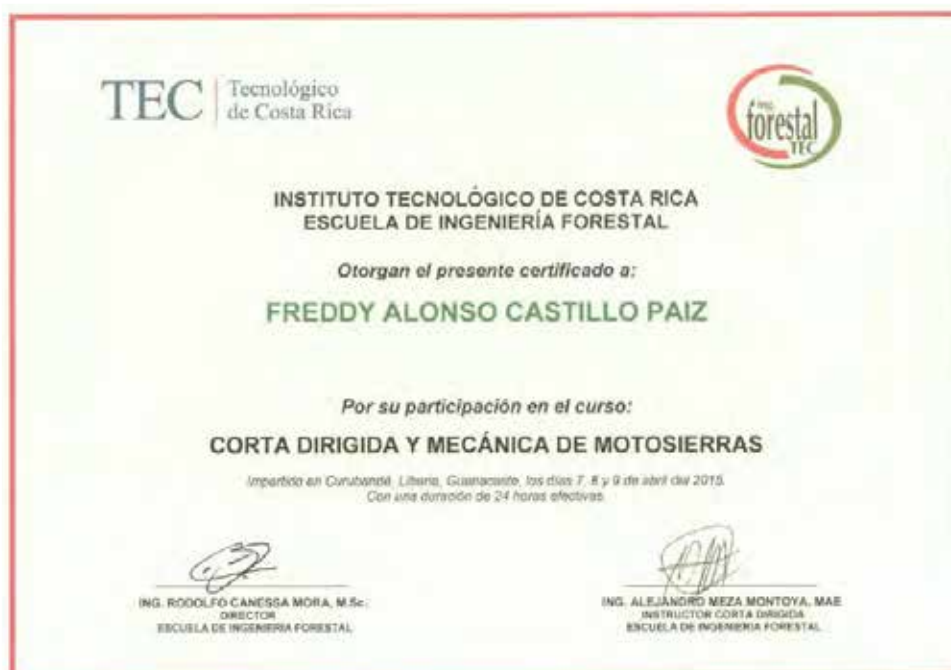 TEC Tecnológico
de Costa Rica
ing.
forestal
TEC
INSTITUTO TECNOLÓGICO DE COSTA RICA
ESCUELA DE INGENIERÍA FORESTAL
Otorgan el presente certificado a:
FREDDY ALONSO CASTILLO PAIZ
Por su participación en el curso:
CORTA DIRIGIDA Y MECÁNICA DE MOTOSIERRAS
Impartido en Curubandé, Liberia, Guanacaste, los días 7, 8 y 9 de abril del 2015.
Con una duración de 24 horas efectivas.
ING. RODOLFO CANESSA MORA, M.Sc.
DIRECTOR
ESCUELA DE INGENIERIA FORESTAL
ING. ALEJANDRO MEZA MONTOYA, MAE
INSTRUCTOR CORTA DIRIGIDA
ESCUELA DE INGENIERIA FORESTAL